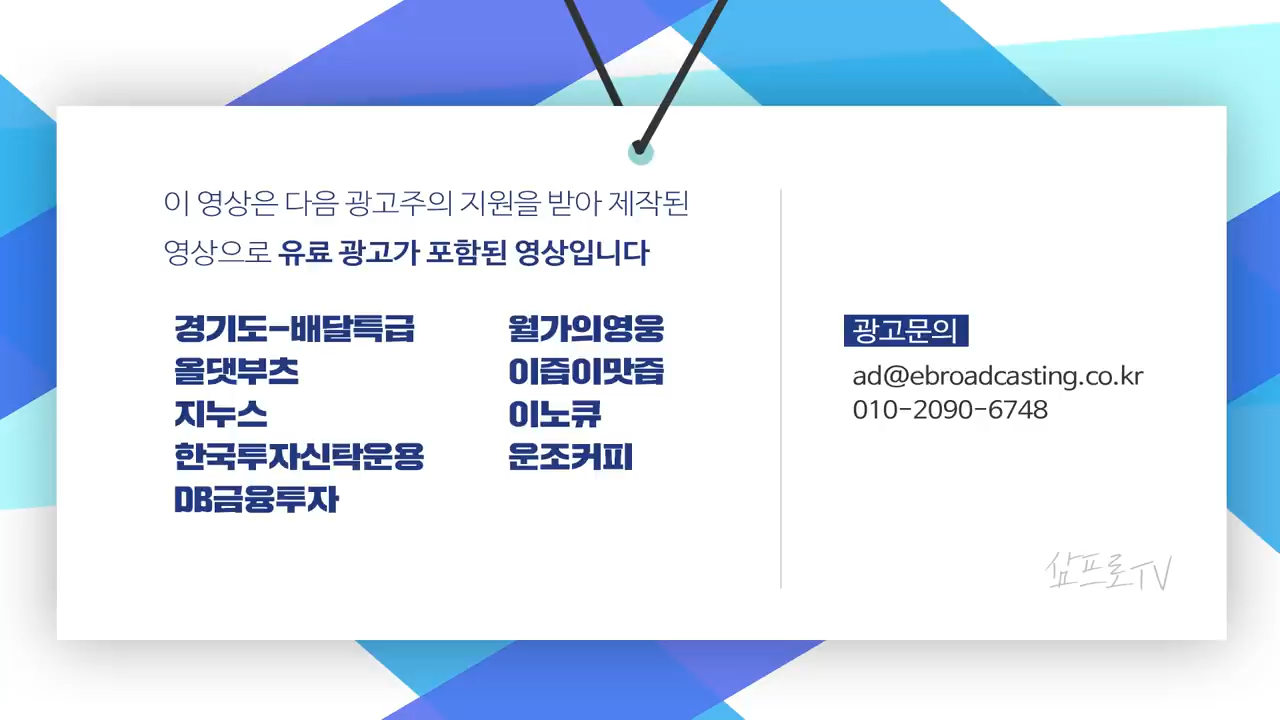 이 영상은 다음 광고주의 지원을 받아 제작된
영상으로 유료 광고가 포함된 영상입니다
경기도-배달특급
올댓부츠
지누스
한국투자신탁운용
DB금융투자
월가의영웅
이즙이맛즙
이노큐
운조커피
광고문의
ad@ebroadcasting.co.kr
010-2090-6748
삼프로TV